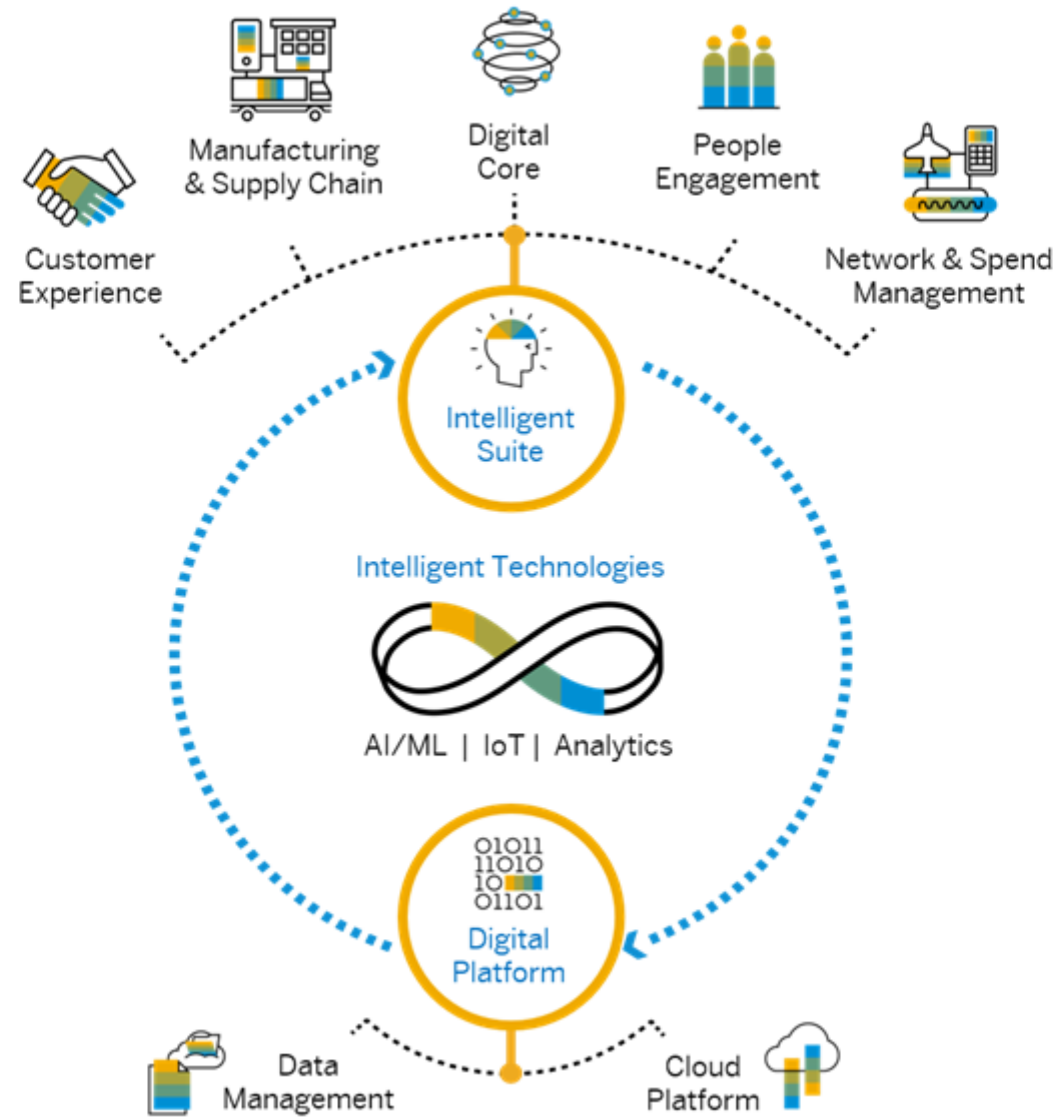 Digital
Core
Manufacturing
& Supply Chain
People
Engagement
Customer
Experience
Network & Spend
Management
Intelligent
Suite
Intelligent Technologies
AI/ML | IoT | Analytics
01011
11010
10
01101
Digital
Platform
Data
Management
Cloud
Platform